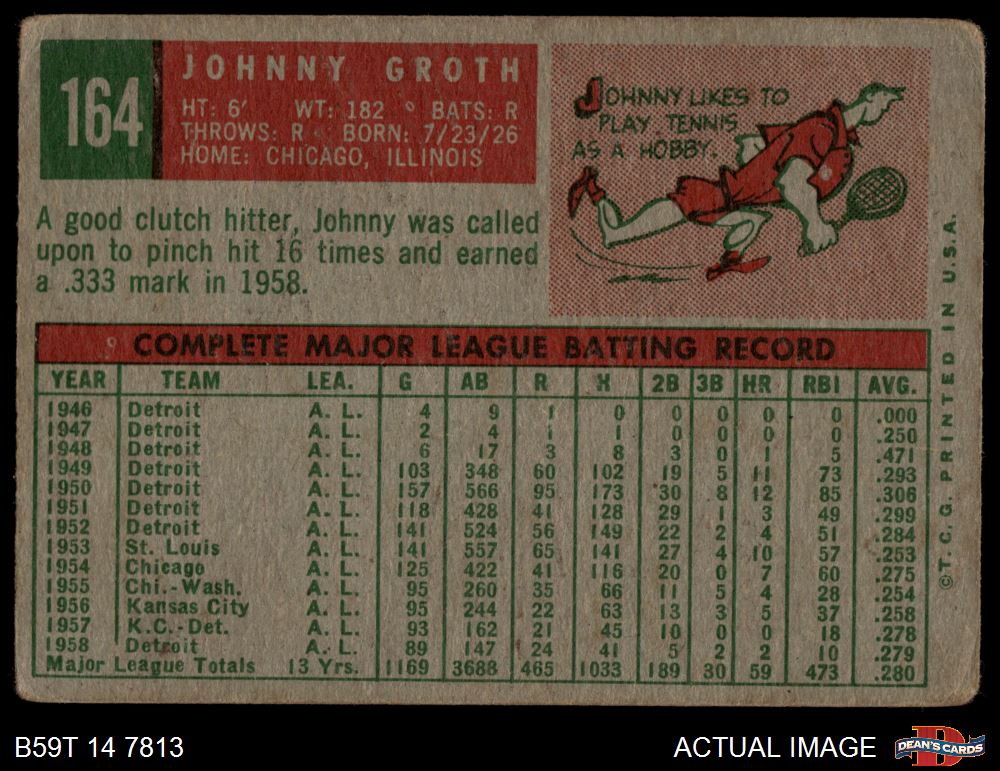 164
JOHNNY GROTH
HT: 6' WT: 182 ° BATS: R
THROWS: R BORN: 7/23/26
HOME: CHICAGO, ILLINOIS
JOHNNY LIKES TO
PLAY TENNIS
AS A HOBBY.
A good clutch hitter, Johnny was called
upon to pinch hit 16 times and earned
a .333 mark in 1958.
COMPLETE MAJOR LEAGUE BATTING RECORD
YEAR TEAM LEA. G AB R H 2B 3B HR RBI AVG.
1946 Detroit A. L. 4 9 1 0 0 0 0 0 .000
1947 Detroit A. L. 2 4 1 1 0 0 0 0 .250
1948 Detroit A. L. 6 17 3 8 3 0 1 5 .471
1949 Detroit A. L. 103 348 60 102 19 5 11 73 .293
1950 Detroit A. L. 157 566 95 173 30 8 12 85 .306
1951 Detroit A. L. 118 428 41 128 29 1 3 49 .299
1952 Detroit A. L. 141 524 56 149 22 2 4 51 .284
1953 St. Louis A. L. 141 557 65 141 27 4 10 57 .253
1954 Chicago A. L. 125 422 41 116 20 0 7 60 .275
1955 Chi.-Wash. A. L. 95 260 35 66 11 5 4 28 .254
1956 Kansas City A. L. 95 244 22 63 13 3 5 37 .258
1957 K.C.-Det. A. L. 93 162 21 45 10 0 0 18 .278
1958 Detroit A. L. 89 147 24 41 5 2 2 10 .279
Major League Totals 13 Yrs. 1169 3688 465 1033 189 30 59 473 .280
© T. C. G. PRINTED IN U.S.A.
B59T 14 7813
ACTUAL IMAGE
DEAN'S CARDS